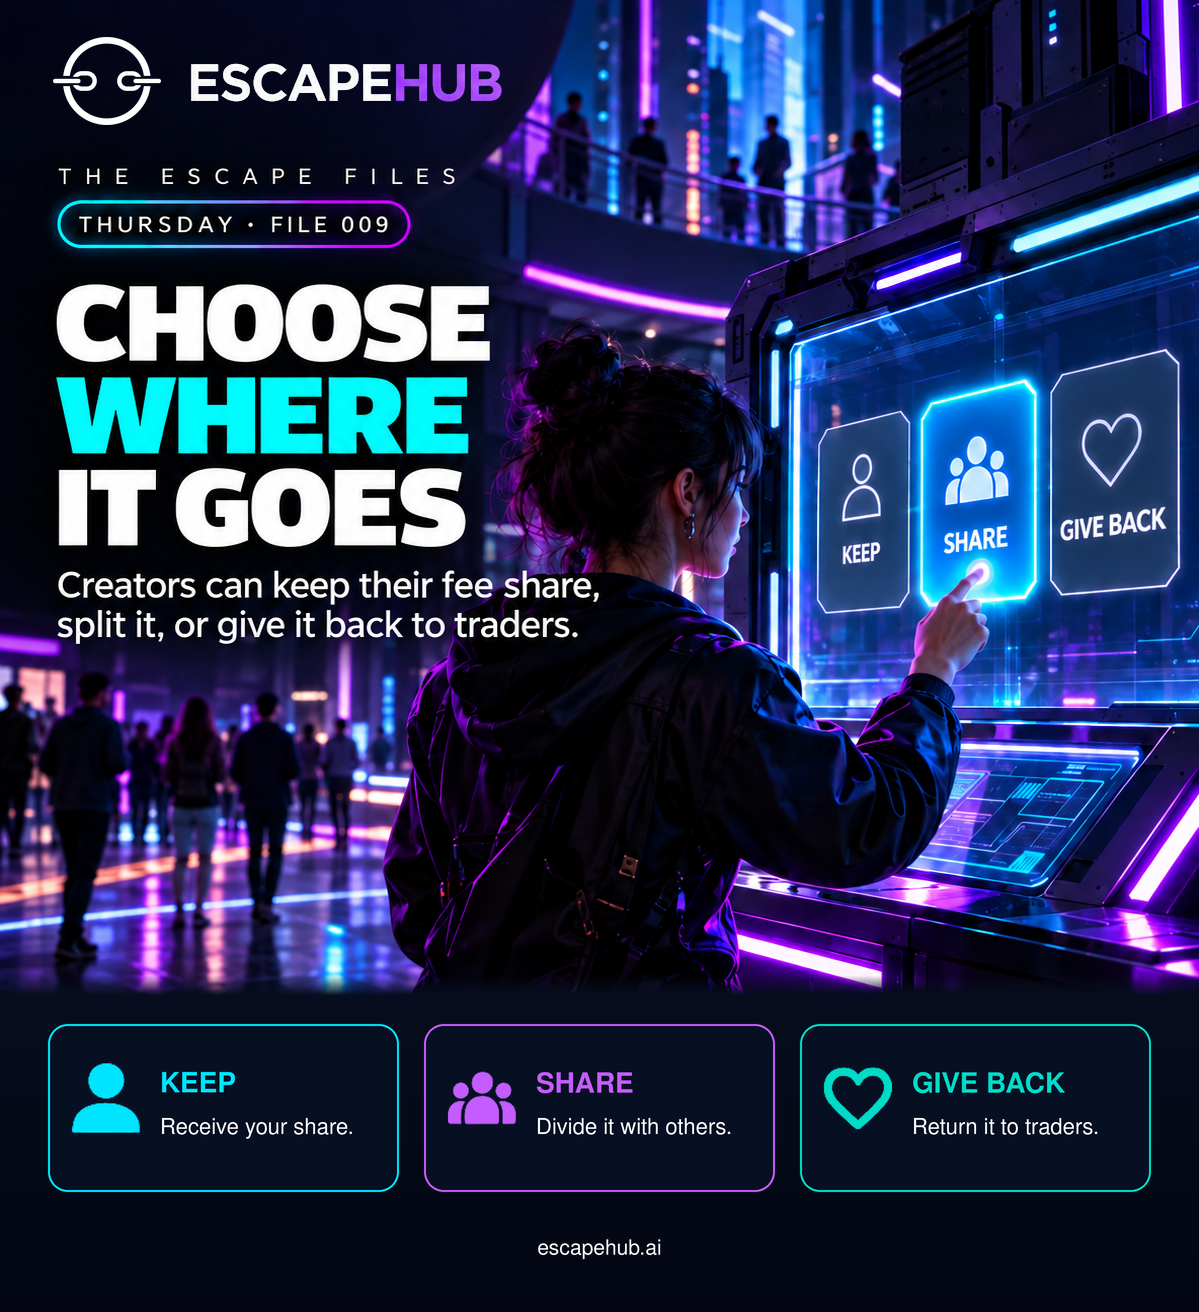 ESCAPEHUB
THE ESCAPE FILES
THURSDAY • FILE 009
CHOOSE
WHERE
IT GOES
Creators can keep their fee share,
split it, or give it back to traders.
KEEP
SHARE
GIVE BACK
KEEP
Receive your share.
SHARE
Divide it with others.
GIVE BACK
Return it to traders.
escapehub.ai